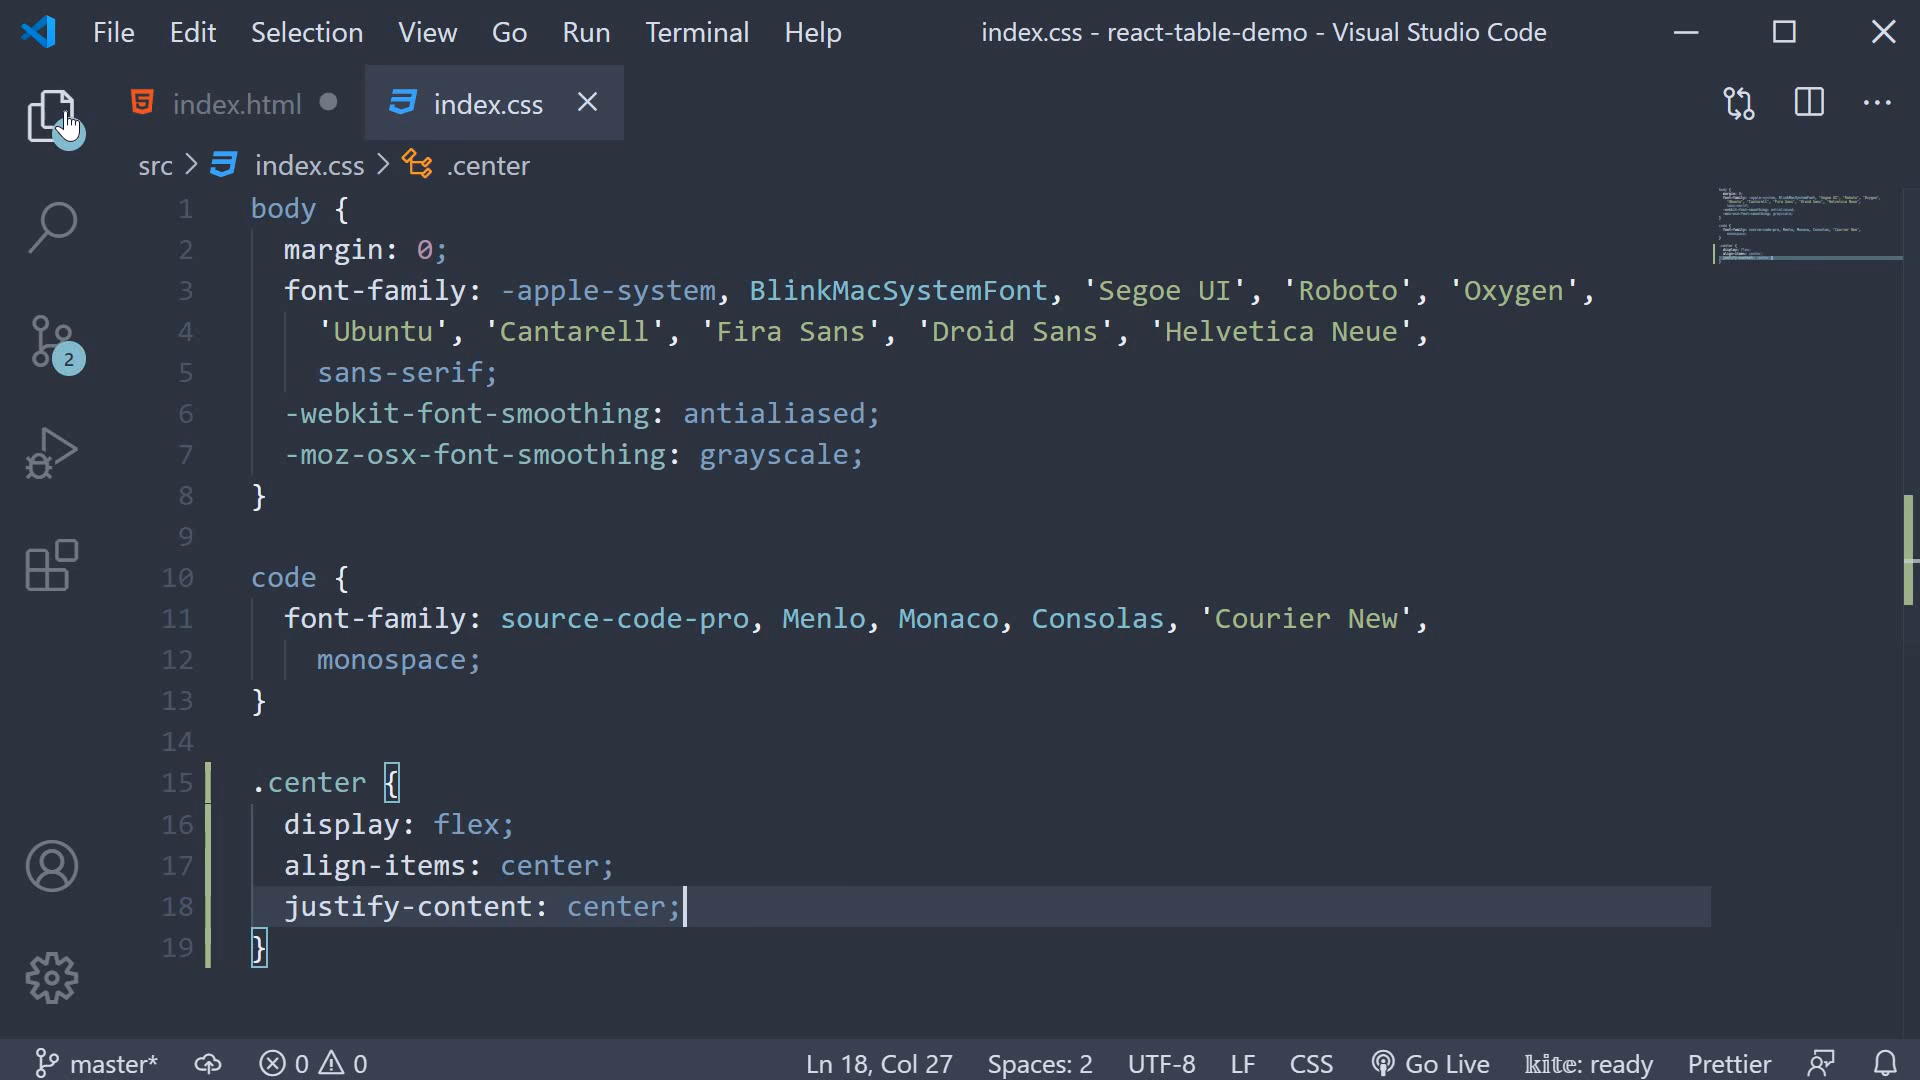 File Edit Selection View Go Run Terminal Help index.css - react-table-demo - Visual Studio Code
index.html index.css
src > index.css > .center
1 body {
2 margin: 0;
3 font-family: -apple-system, BlinkMacSystemFont, 'Segoe UI', 'Roboto', 'Oxygen',
4 'Ubuntu', 'Cantarell', 'Fira Sans', 'Droid Sans', 'Helvetica Neue',
5 sans-serif;
6 -webkit-font-smoothing: antialiased;
7 -moz-osx-font-smoothing: grayscale;
8 }
9
10 code {
11 font-family: source-code-pro, Menlo, Monaco, Consolas, 'Courier New',
12 monospace;
13 }
14
15 .center {
16 display: flex;
17 align-items: center;
18 justify-content: center;
19 }
2
master* 0 0 Ln 18, Col 27 Spaces: 2 UTF-8 LF CSS Go Live kite: ready Prettier